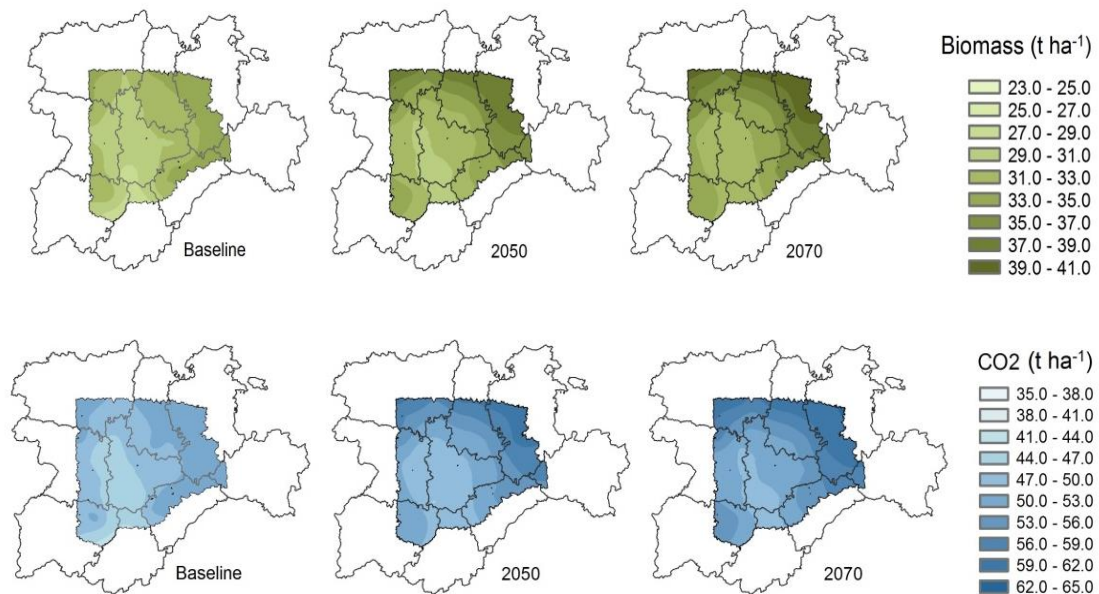 Biomass (t ha⁻¹)
23.0 - 25.0
25.0 - 27.0
27.0 - 29.0
29.0 - 31.0
31.0 - 33.0
33.0 - 35.0
35.0 - 37.0
37.0 - 39.0
39.0 - 41.0
Baseline
2050
2070
CO2 (t ha⁻¹)
35.0 - 38.0
38.0 - 41.0
41.0 - 44.0
44.0 - 47.0
47.0 - 50.0
50.0 - 53.0
53.0 - 56.0
56.0 - 59.0
59.0 - 62.0
62.0 - 65.0
Baseline
2050
2070